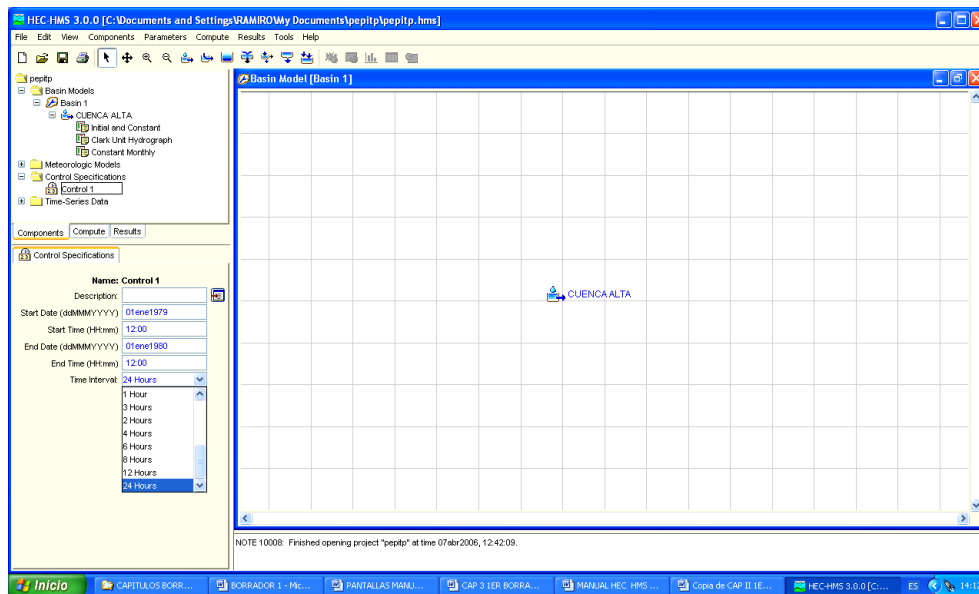 HEC-HMS 3.0.0 [C:\Documents and Settings\RAMIRO\My Documents\pepitp\pepitp.hms]
File Edit View Components Parameters Compute Results Tools Help
pepitp
Basin Models
Basin 1
CUENCA ALTA
Initial and Constant
Clark Unit Hydrograph
Constant Monthly
Meteorologic Models
Control Specifications
Control 1
Time-Series Data
Components Compute Results
Control Specifications
Name: Control 1
Description:
Start Date (ddMMMYYYY) 01ene1979
Start Time (HH:mm) 12:00
End Date (ddMMMYYYY) 01ene1980
End Time (HH:mm) 12:00
Time Interval: 24 Hours
1 Hour
3 Hours
2 Hours
4 Hours
6 Hours
8 Hours
12 Hours
24 Hours
Basin Model [Basin 1]
CUENCA ALTA
NOTE 10008: Finished opening project "pepitp" at time 07abr2006, 12:42:09.
Inicio CAPITULOS BORR... BORRADOR 1 - Mic... PANTALLAS MANU... CAP 3 1ER BORRA... MANUAL HEC HMS ... Copia de CAP II 1E... HEC-HMS 3.0.0 [C:... ES